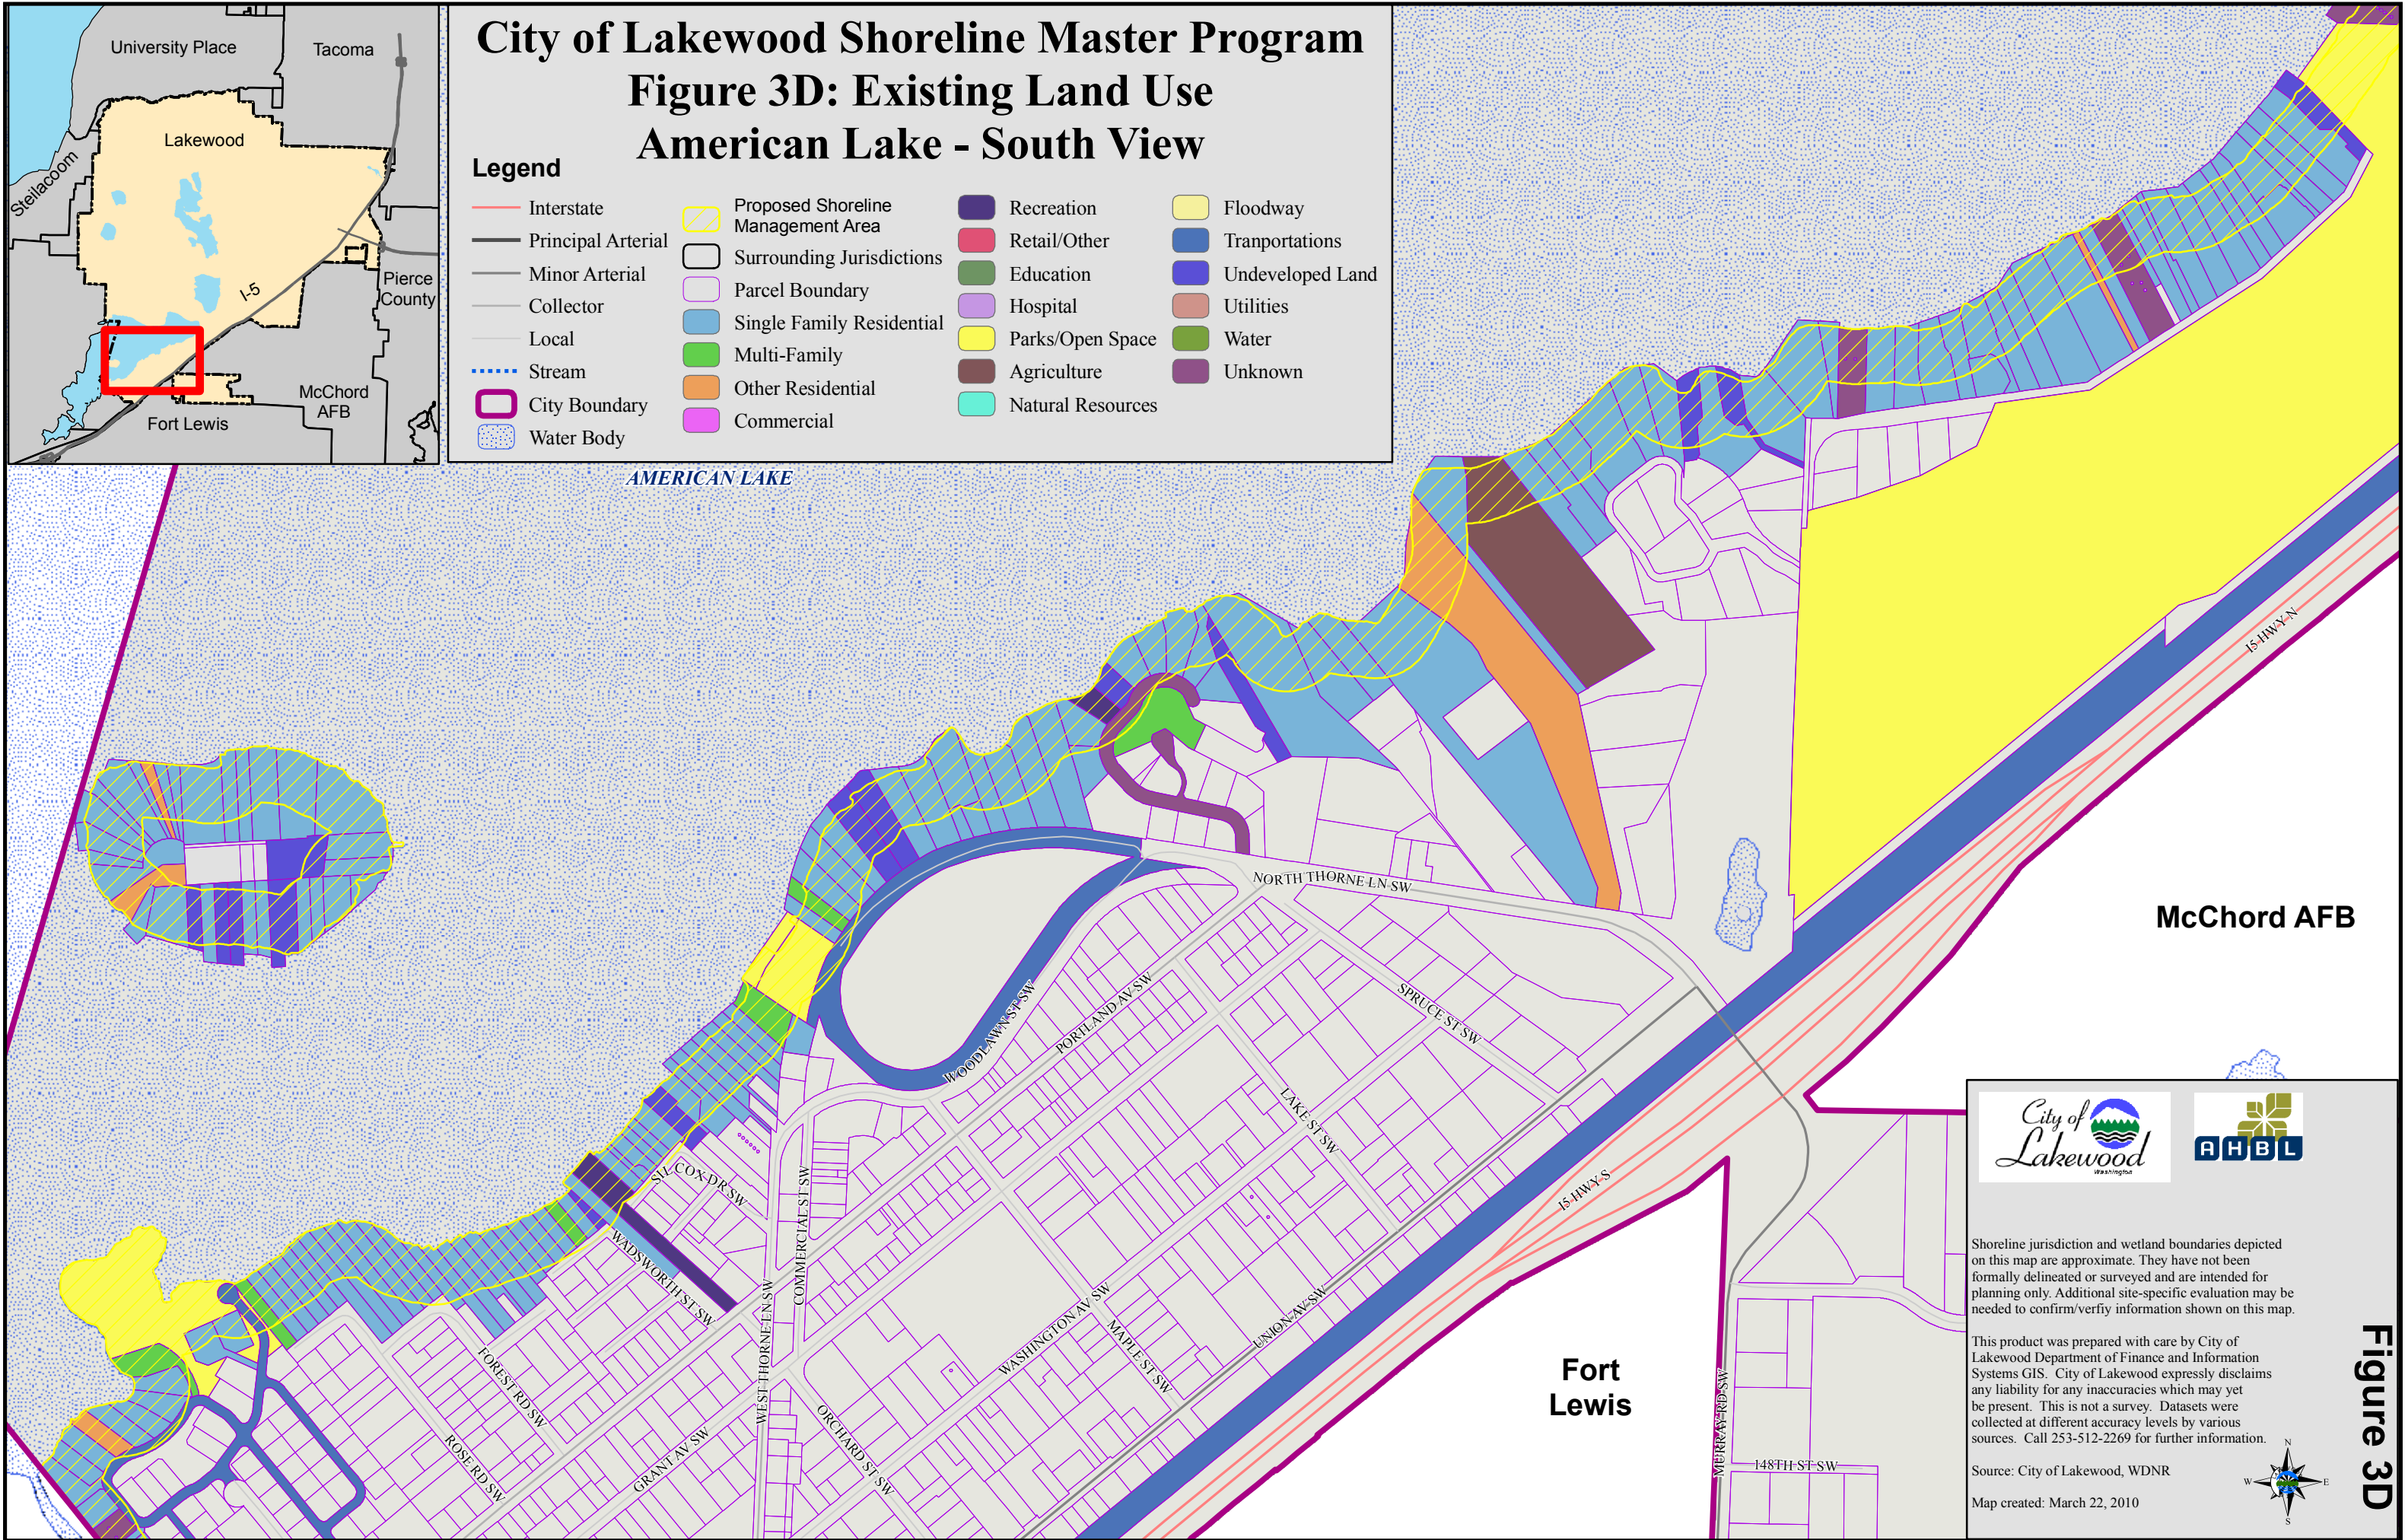 City of Lakewood Shoreline Master Program
Figure 3D: Existing Land Use
American Lake - South View
University Place
Tacoma
Lakewood
Steilacoom
I-5
Pierce
County
McChord
AFB
Fort Lewis
Legend
Interstate
Principal Arterial
Minor Arterial
Collector
Local
Stream
City Boundary
Water Body
Proposed Shoreline
Management Area
Surrounding Jurisdictions
Parcel Boundary
Single Family Residential
Multi-Family
Other Residential
Commercial
Recreation
Retail/Other
Education
Hospital
Parks/Open Space
Agriculture
Natural Resources
Floodway
Tranportations
Undeveloped Land
Utilities
Water
Unknown
AMERICAN LAKE
I5 HWY N
NORTH THORNE LN SW
McChord AFB
WOODLAWN ST SW
PORTLAND AV SW
SPRUCE ST SW
LAKE ST SW
SILCOX DR SW
COMMERCIAL ST SW
I5 HWY S
WADSWORTH ST SW
WEST THORNE LN SW
WASHINGTON AV SW
MAPLE ST SW
UNION AV SW
FOREST RD SW
ROSE RD SW
GRANT AV SW
ORCHARD ST SW
Fort
Lewis
MURRAY RD SW
148TH ST SW
City of
Lakewood
Washington
AHBL
Shoreline jurisdiction and wetland boundaries depicted
on this map are approximate. They have not been
formally delineated or surveyed and are intended for
planning only. Additional site-specific evaluation may be
needed to confirm/verfiy information shown on this map.
This product was prepared with care by City of
Lakewood Department of Finance and Information
Systems GIS. City of Lakewood expressly disclaims
any liability for any inaccuracies which may yet
be present. This is not a survey. Datasets were
collected at different accuracy levels by various
sources. Call 253-512-2269 for further information.
Source: City of Lakewood, WDNR
Map created: March 22, 2010
N
W
E
S
Figure 3D